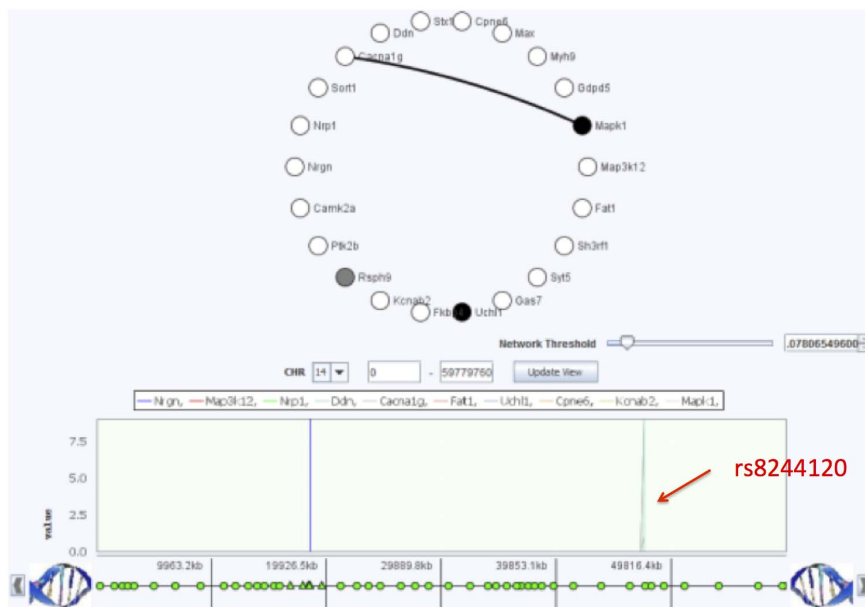 Stx1
Cpne6
Ddn
Max
Cacna1g
Myh9
Sort1
Gdpd5
Nrp1
Mapk1
Nrgn
Map3k12
Camk2a
Fat1
Ptk2b
Sh3rf1
Rsph9
Syt5
Kcnab2
Gas7
Uchl1
Network Threshold .07806549600
CHR 14 0 - 59779760 Update View
Nrgn, Map3k12, Nrp1, Ddn, Cacna1g, Fat1, Uchl1, Cpne6, Kcnab2, Mapk1,
7.5
rs8244120
5.0
value
2.5
0.0
9963.2kb 19926.5kb 29889.8kb 39853.1kb 49816.4kb